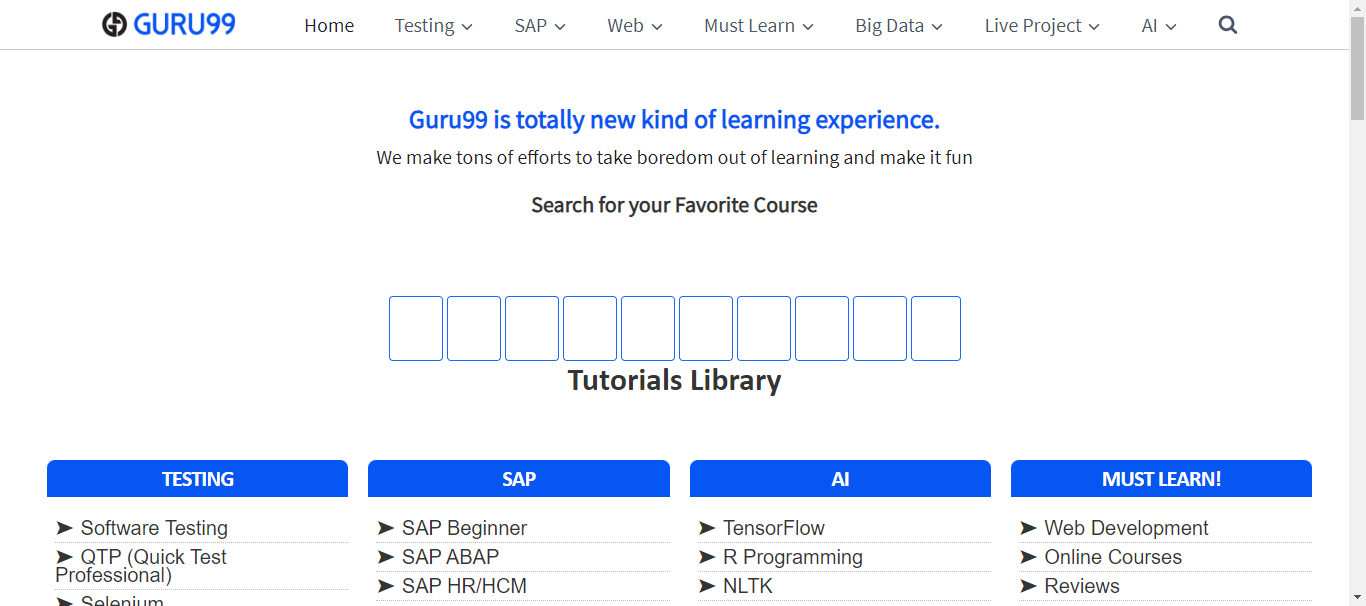 GURU99
Home Testing SAP Web Must Learn Big Data Live Project AI
Guru99 is totally new kind of learning experience.
We make tons of efforts to take boredom out of learning and make it fun
Search for your Favorite Course
Tutorials Library
TESTING
➤ Software Testing
➤ QTP (Quick Test
Professional)
➤ Selenium
SAP
➤ SAP Beginner
➤ SAP ABAP
➤ SAP HR/HCM
AI
➤ TensorFlow
➤ R Programming
➤ NLTK
MUST LEARN!
➤ Web Development
➤ Online Courses
➤ Reviews